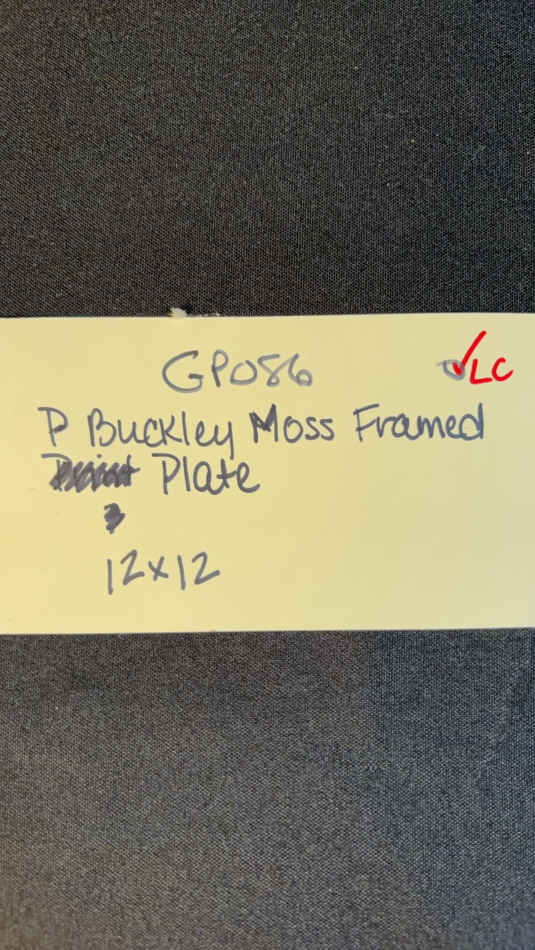 GP086
LC
P Buckley Moss Framed
Plate
12x12